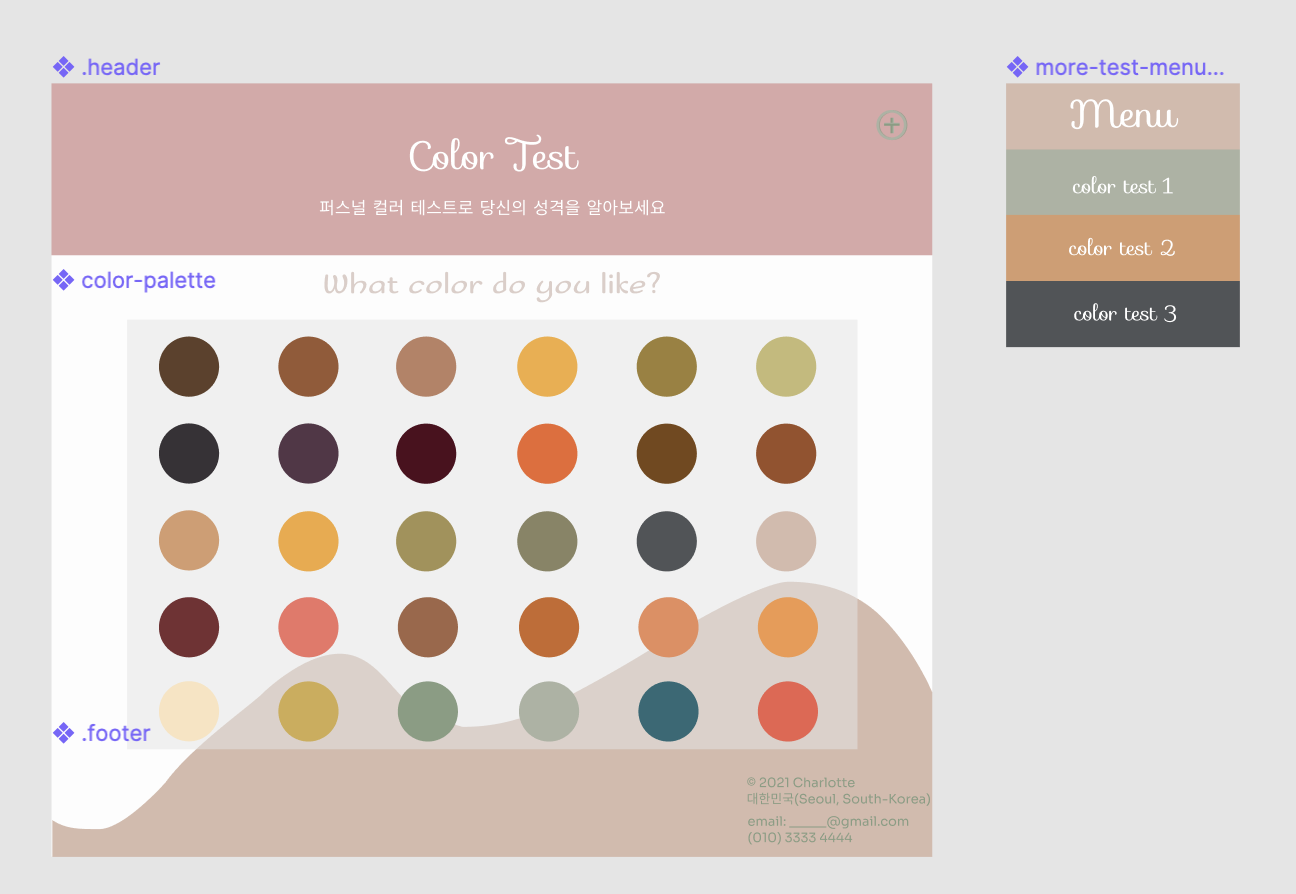 .header
more-test-menu...
Menu
Color Test
퍼스널 컬러 테스트로 당신의 성격을 알아보세요
color test 1
color test 2
color test 3
color-palette
What color do you like?
.footer
© 2021 Charlotte
대한민국(Seoul, South-Korea)
email: _____@gmail.com
(010) 3333 4444